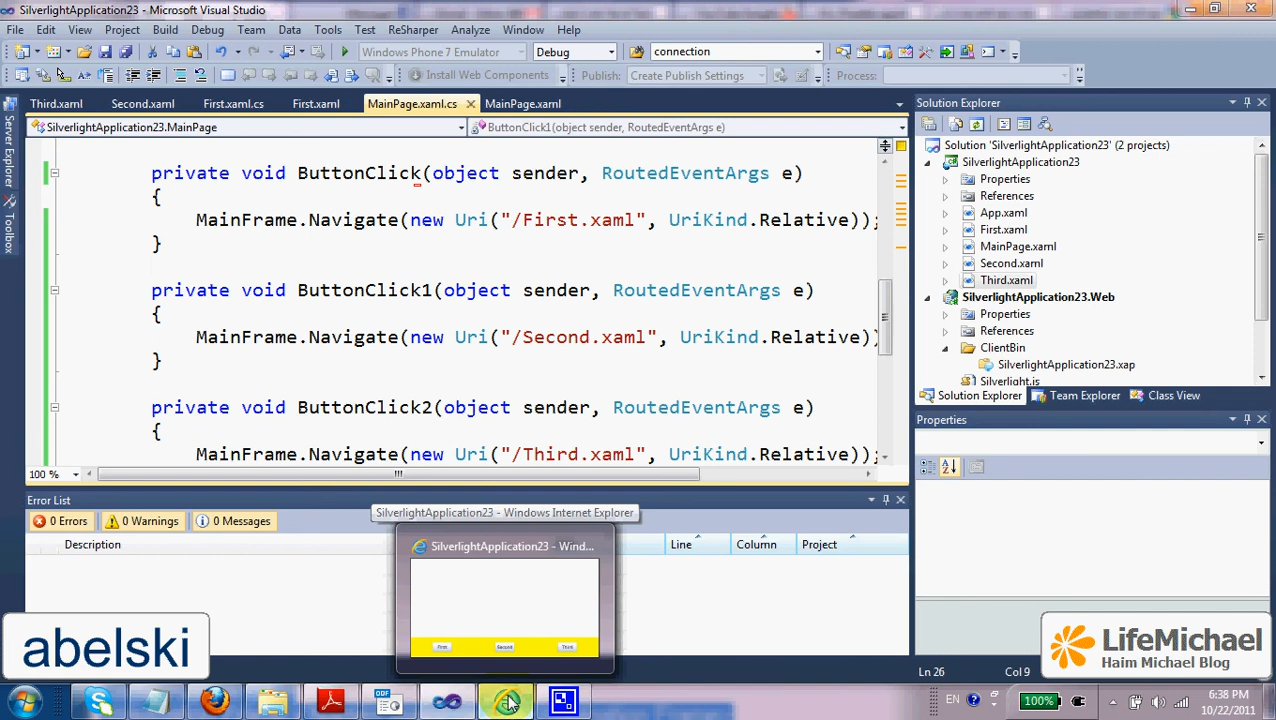 SilverlightApplication23 - Microsoft Visual Studio
File Edit View Project Build Debug Team Data Tools Test ReSharper Analyze Window Help
Windows Phone 7 Emulator Debug connection
Install Web Components Publish: Create Publish Settings Process:
Third.xaml Second.xaml First.xaml.cs First.xaml MainPage.xaml.cs MainPage.xaml
SilverlightApplication23.MainPage ButtonClick1(object sender, RoutedEventArgs e)
Server Explorer
Toolbox
private void ButtonClick(object sender, RoutedEventArgs e)
{
MainFrame.Navigate(new Uri("/First.xaml", UriKind.Relative));
}
private void ButtonClick1(object sender, RoutedEventArgs e)
{
MainFrame.Navigate(new Uri("/Second.xaml", UriKind.Relative))
}
private void ButtonClick2(object sender, RoutedEventArgs e)
{
MainFrame.Navigate(new Uri("/Third.xaml", UriKind.Relative));
100 %
Solution Explorer
Solution 'SilverlightApplication23' (2 projects)
SilverlightApplication23
Properties
References
App.xaml
First.xaml
MainPage.xaml
Second.xaml
Third.xaml
SilverlightApplication23.Web
Properties
References
ClientBin
SilverlightApplication23.xap
Silverlight.js
Solution Explorer Team Explorer Class View
Properties
Error List
0 Errors 0 Warnings 0 Messages
Description Line Column Project
SilverlightApplication23 - Windows Internet Explorer
SilverlightApplication23 - Wind...
First Second Third
abelski
LifeMichael
Haim Michael Blog
Ln 26 Col 9
ODF
EN 100% 6:38 PM
10/22/2011